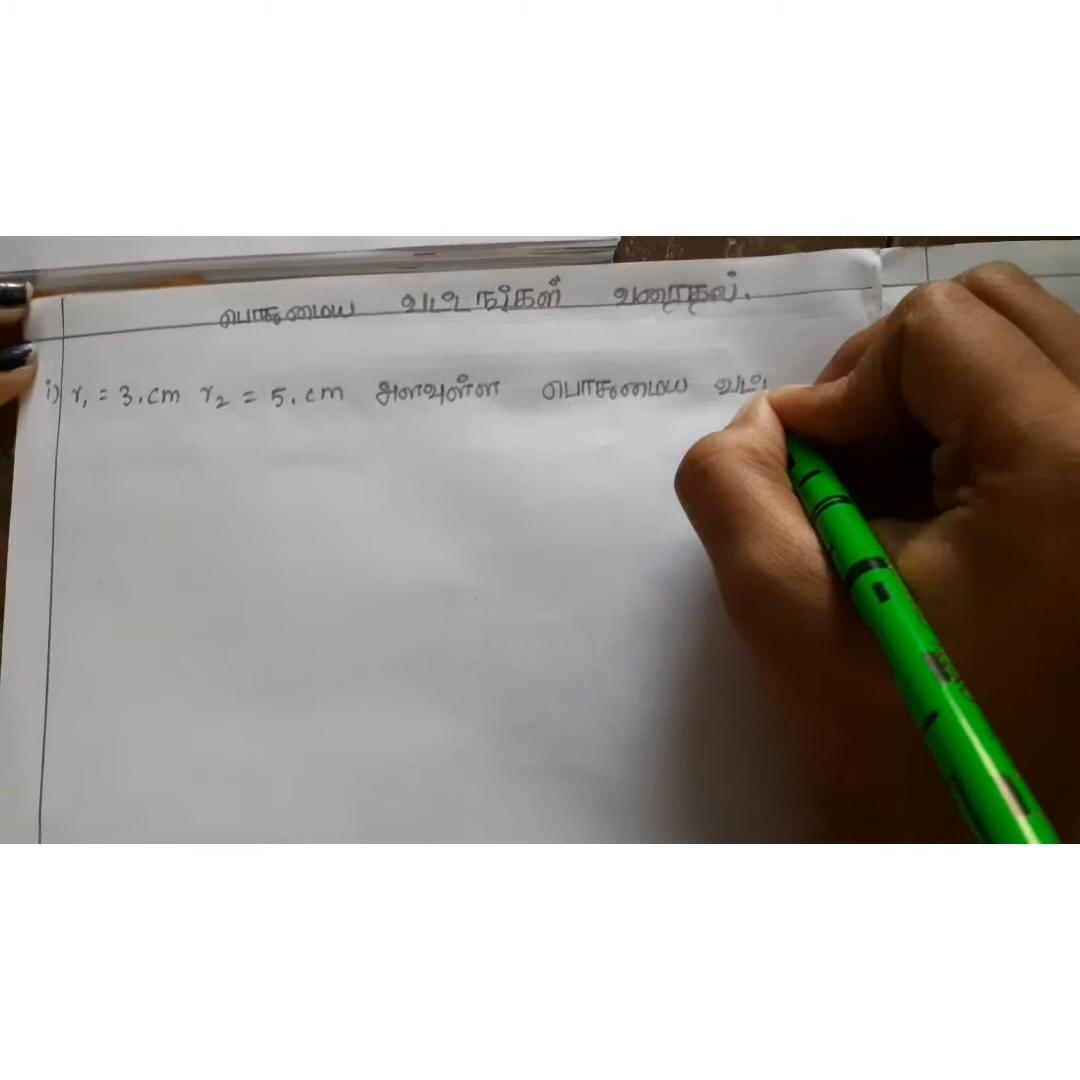 பொதுமைய வட்டங்கள் வரைதல்.
i) r₁ = 3.cm r₂ = 5.cm அளவுள்ள பொதுமைய வட்ட